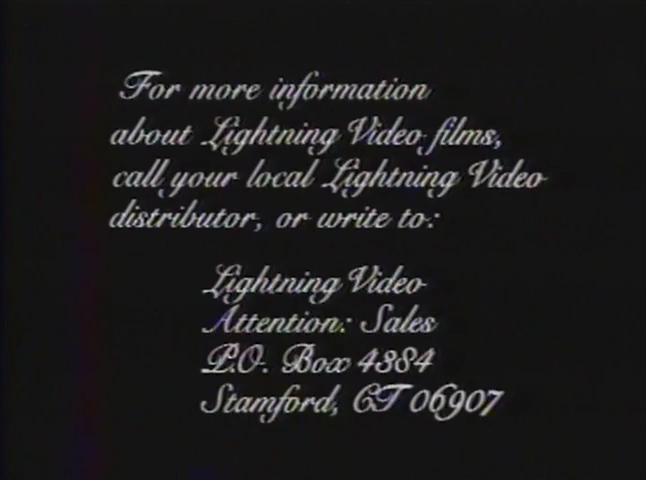 For more information
about Lightning Video films,
call your local Lightning Video
distributor, or write to:
Lightning Video
Attention: Sales
P.O. Box 4384
Stamford, CT 06907